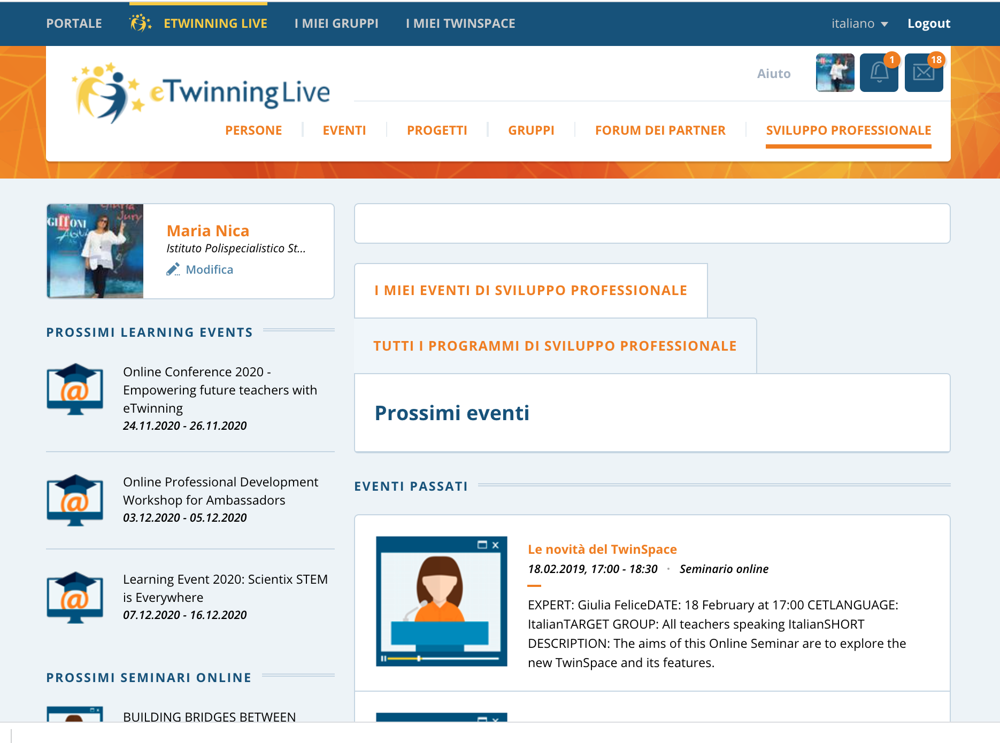 PORTALE
ETWINNING LIVE
I MIEI GRUPPI
I MIEI TWINSPACE
italiano
Logout
eTwinning Live
Aiuto
1
18
PERSONE
EVENTI
PROGETTI
GRUPPI
FORUM DEI PARTNER
SVILUPPO PROFESSIONALE
GIFFONI
Jury
Maria Nica
Istituto Polispecialistico St...
Modifica
PROSSIMI LEARNING EVENTS
Online Conference 2020 -
Empowering future teachers with
eTwinning
24.11.2020 - 26.11.2020
Online Professional Development
Workshop for Ambassadors
03.12.2020 - 05.12.2020
Learning Event 2020: Scientix STEM
is Everywhere
07.12.2020 - 16.12.2020
PROSSIMI SEMINARI ONLINE
BUILDING BRIDGES BETWEEN
I MIEI EVENTI DI SVILUPPO PROFESSIONALE
TUTTI I PROGRAMMI DI SVILUPPO PROFESSIONALE
Prossimi eventi
EVENTI PASSATI
Le novità del TwinSpace
18.02.2019, 17:00 - 18:30 · Seminario online
EXPERT: Giulia FeliceDATE: 18 February at 17:00 CETLANGUAGE:
ItalianTARGET GROUP: All teachers speaking ItalianSHORT
DESCRIPTION: The aims of this Online Seminar are to explore the
new TwinSpace and its features.